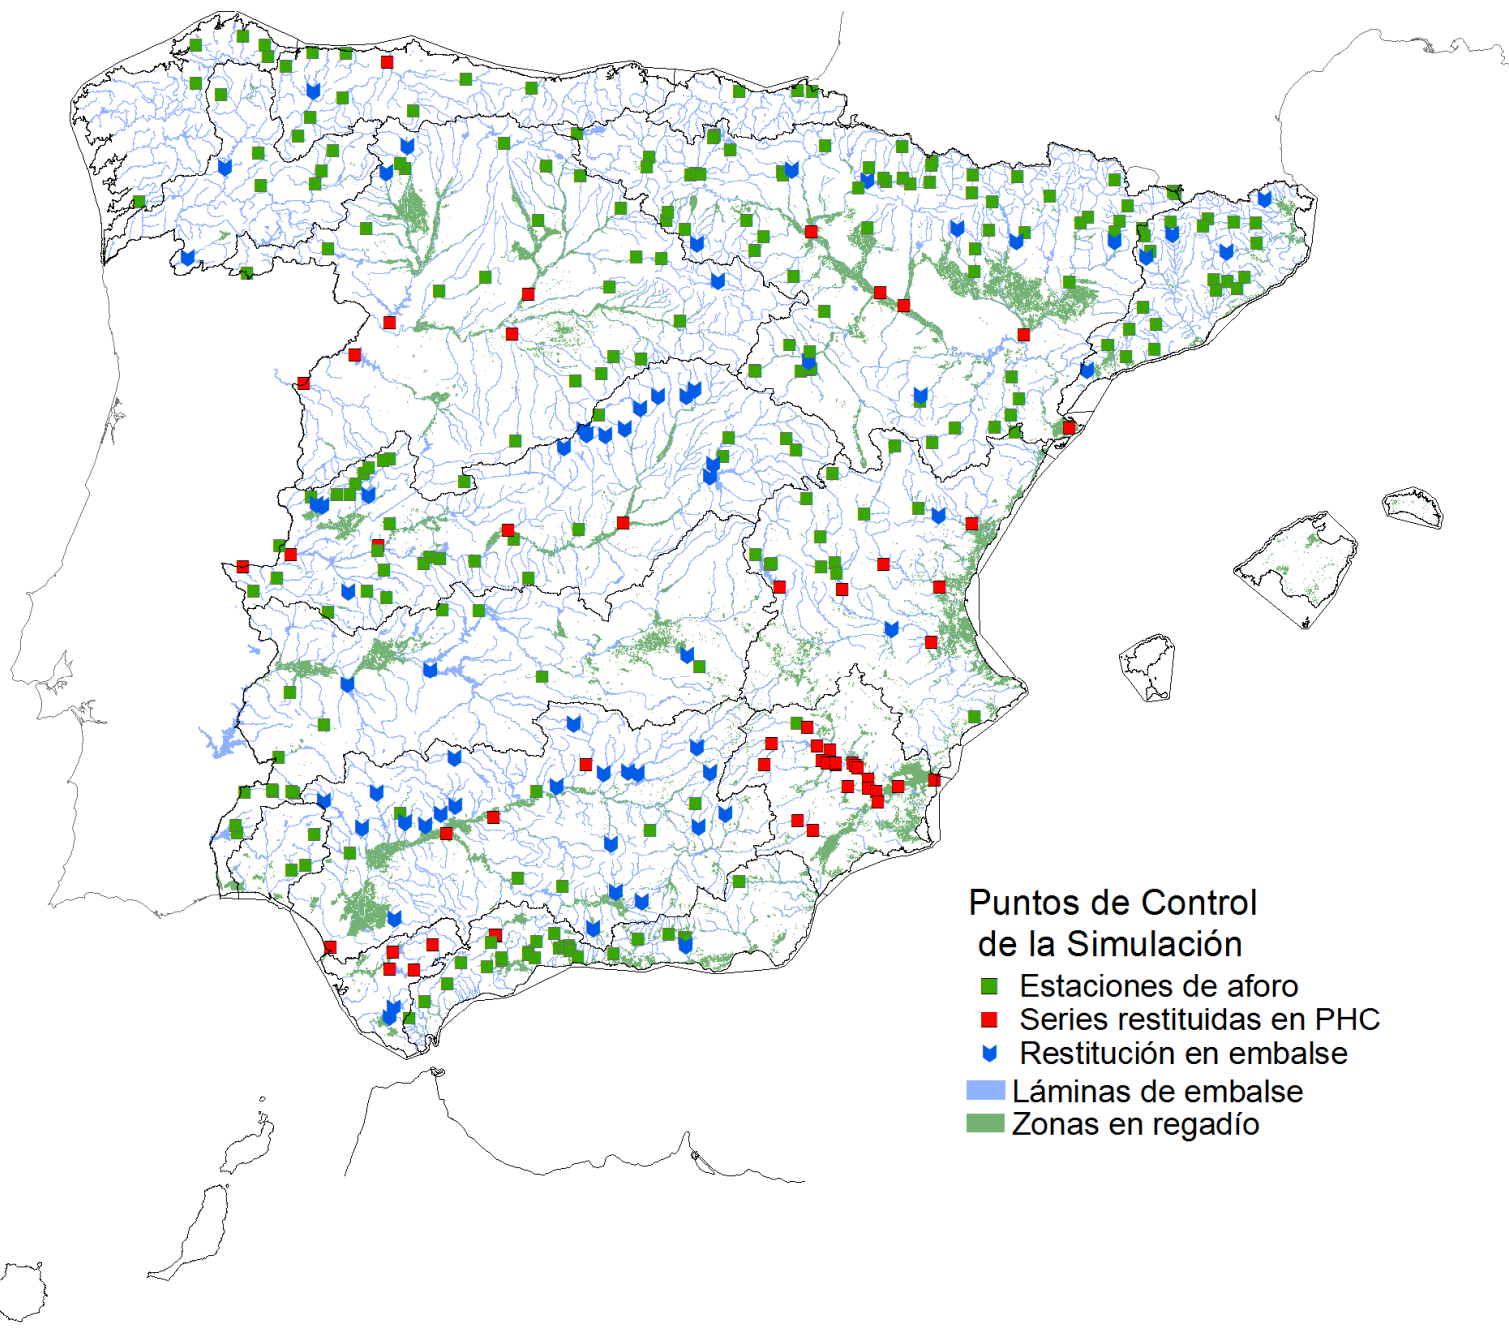 Puntos de Control
de la Simulación
Estaciones de aforo
Series restituidas en PHC
Restitución en embalse
Láminas de embalse
Zonas en regadío